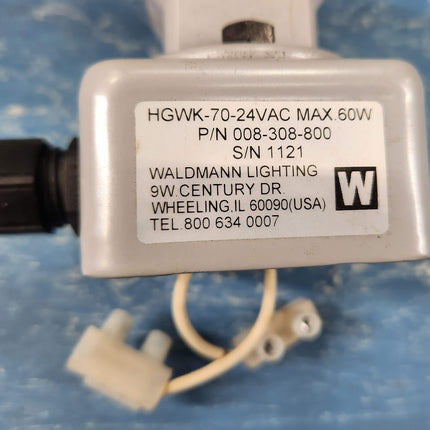 HGWK-70-24VAC MAX.60W
P/N 008-308-800
S/N 1121
WALDMANN LIGHTING
9W.CENTURY DR.
WHEELING,IL 60090(USA)
TEL.800 634 0007
W